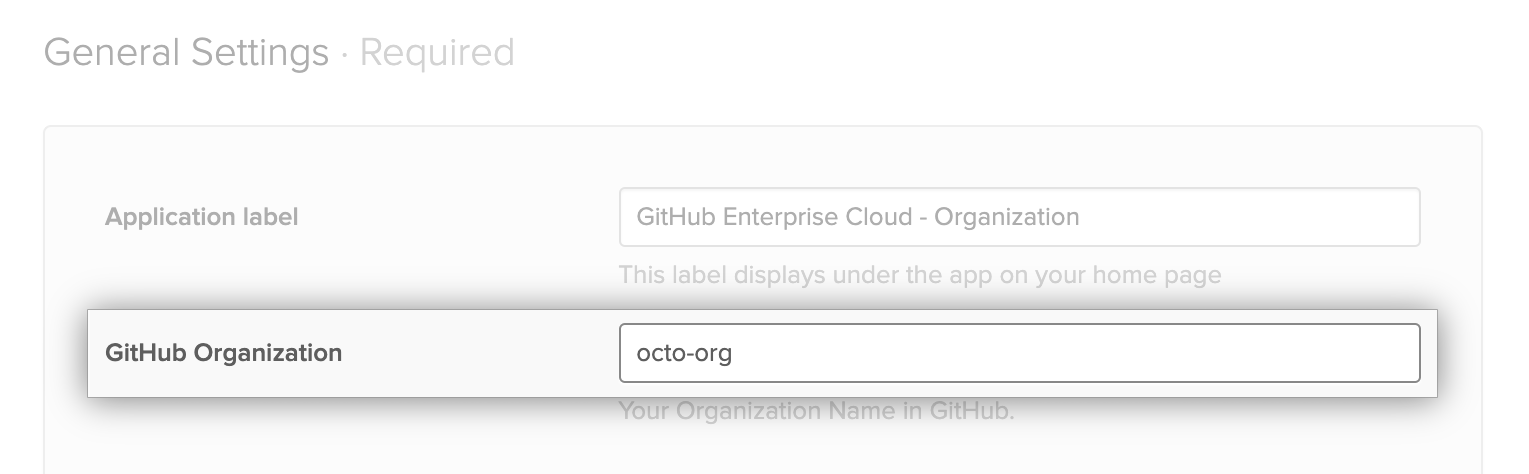 General Settings · Required
Application label
GitHub Enterprise Cloud - Organization
This label displays under the app on your home page
GitHub Organization
octo-org
Your Organization Name in GitHub.